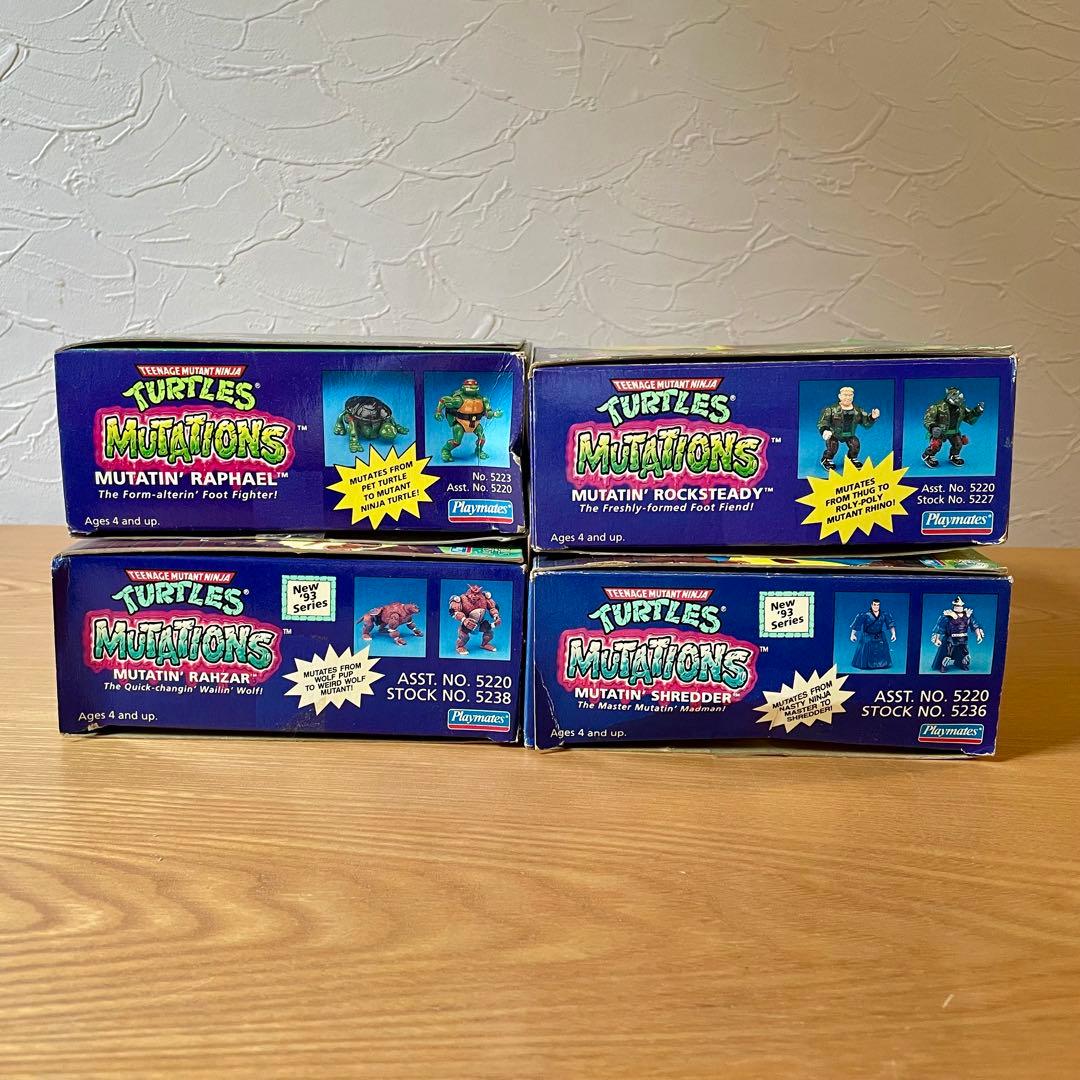 TEENAGE MUTANT NINJA
TURTLES®
MUTATIONS™
MUTATIN' RAPHAEL™
The Form-alterin' Foot Fighter!
Ages 4 and up.
MUTATES FROM
PET TURTLE
TO MUTANT
NINJA TURTLE!
No. 5223
Asst. No. 5220
Playmates®
TEENAGE MUTANT NINJA
TURTLES®
MUTATIONS™
MUTATIN' ROCKSTEADY™
The Freshly-formed Foot Fiend!
Ages 4 and up.
MUTATES
FROM THUG TO
ROLY-POLY
MUTANT RHINO!
Asst. No. 5220
Stock No. 5227
Playmates®
TEENAGE MUTANT NINJA
TURTLES®
MUTATIONS™
MUTATIN' RAHZAR™
The Quick-changin' Wailin' Wolf!
Ages 4 and up.
New
'93
Series
MUTATES FROM
WOLF PUP
TO WEIRD WOLF
MUTANT!
ASST. NO. 5220
STOCK NO. 5238
Playmates®
TEENAGE MUTANT NINJA
TURTLES®
MUTATIONS™
MUTATIN' SHREDDER™
The Master Mutatin' Madman!
Ages 4 and up.
New
'93
Series
MUTATES FROM
NASTY NINJA
MASTER TO
SHREDDER!
ASST. NO. 5220
STOCK NO. 5236
Playmates®